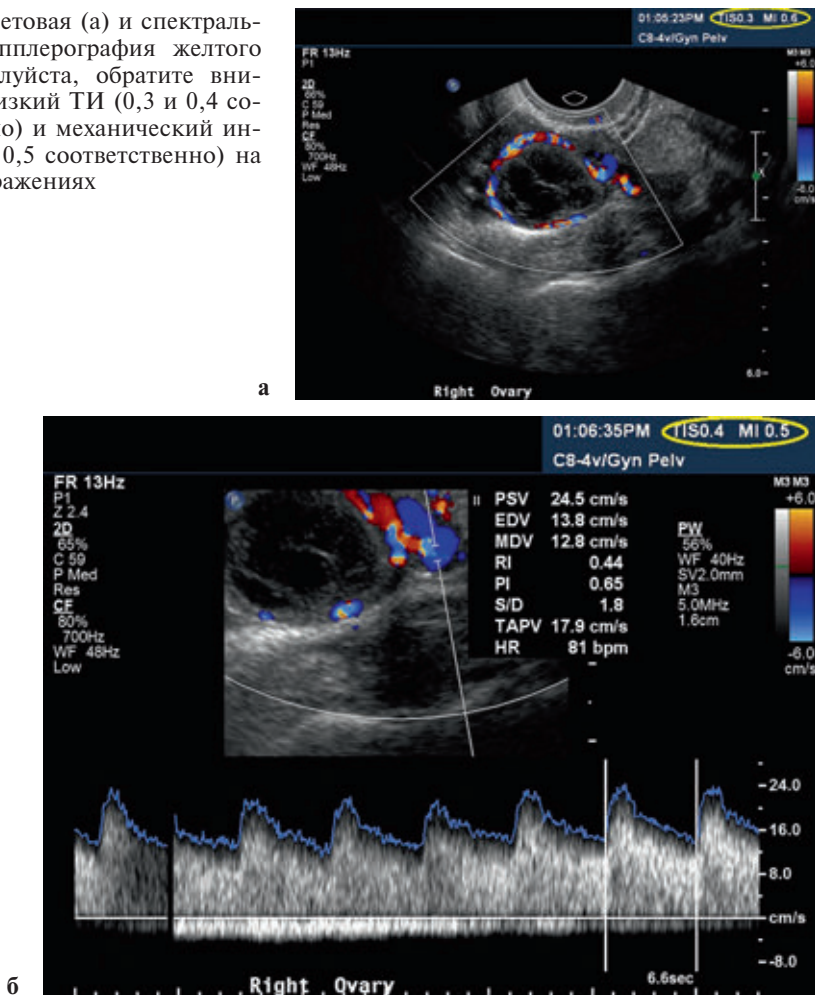 етовая (а) и спектраль-
пплерография желтого
луйста, обратите вни-
изкий ТИ (0,3 и 0,4 со-
но) и механический ин-
0,5 соответственно) на
ражениях
01:06:23PM TIS0.3 MI 0.6
C8-4v/Gyn Pelv
FR 13Hz
P1
2D
66%
C 59
P Med
Res
CF
80%
700Hz
WF 48Hz
Low
M3 M3
+6.0
-6.0
cm/s
6.0-
Right Ovary
а
01:06:35PM TIS0.4 MI 0.5
C8-4v/Gyn Pelv
FR 13Hz
P1
Z 2.4
2D
65%
C 59
P Med
Res
CF
80%
700Hz
WF 48Hz
Low
PSV 24.5 cm/s
EDV 13.8 cm/s
MDV 12.8 cm/s
RI 0.44
PI 0.65
S/D 1.8
TAPV 17.9 cm/s
HR 81 bpm
PW
56%
WF 40Hz
SV2.0mm
M3
5.0MHz
1.6cm
M3 M3
+6.0
-6.0
cm/s
-24.0
-16.0
-8.0
cm/s
--8.0
6.6sec
Right Ovary
б